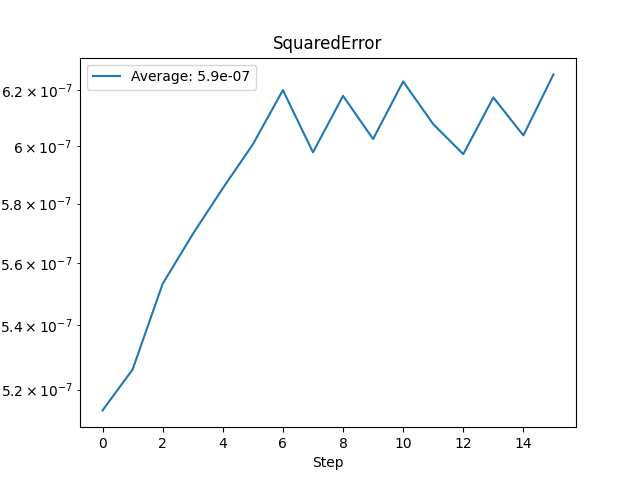 SquaredError
Average: 5.9e-07
6.2 × 10⁻⁷
6 × 10⁻⁷
5.8 × 10⁻⁷
5.6 × 10⁻⁷
5.4 × 10⁻⁷
5.2 × 10⁻⁷
0 2 4 6 8 10 12 14
Step